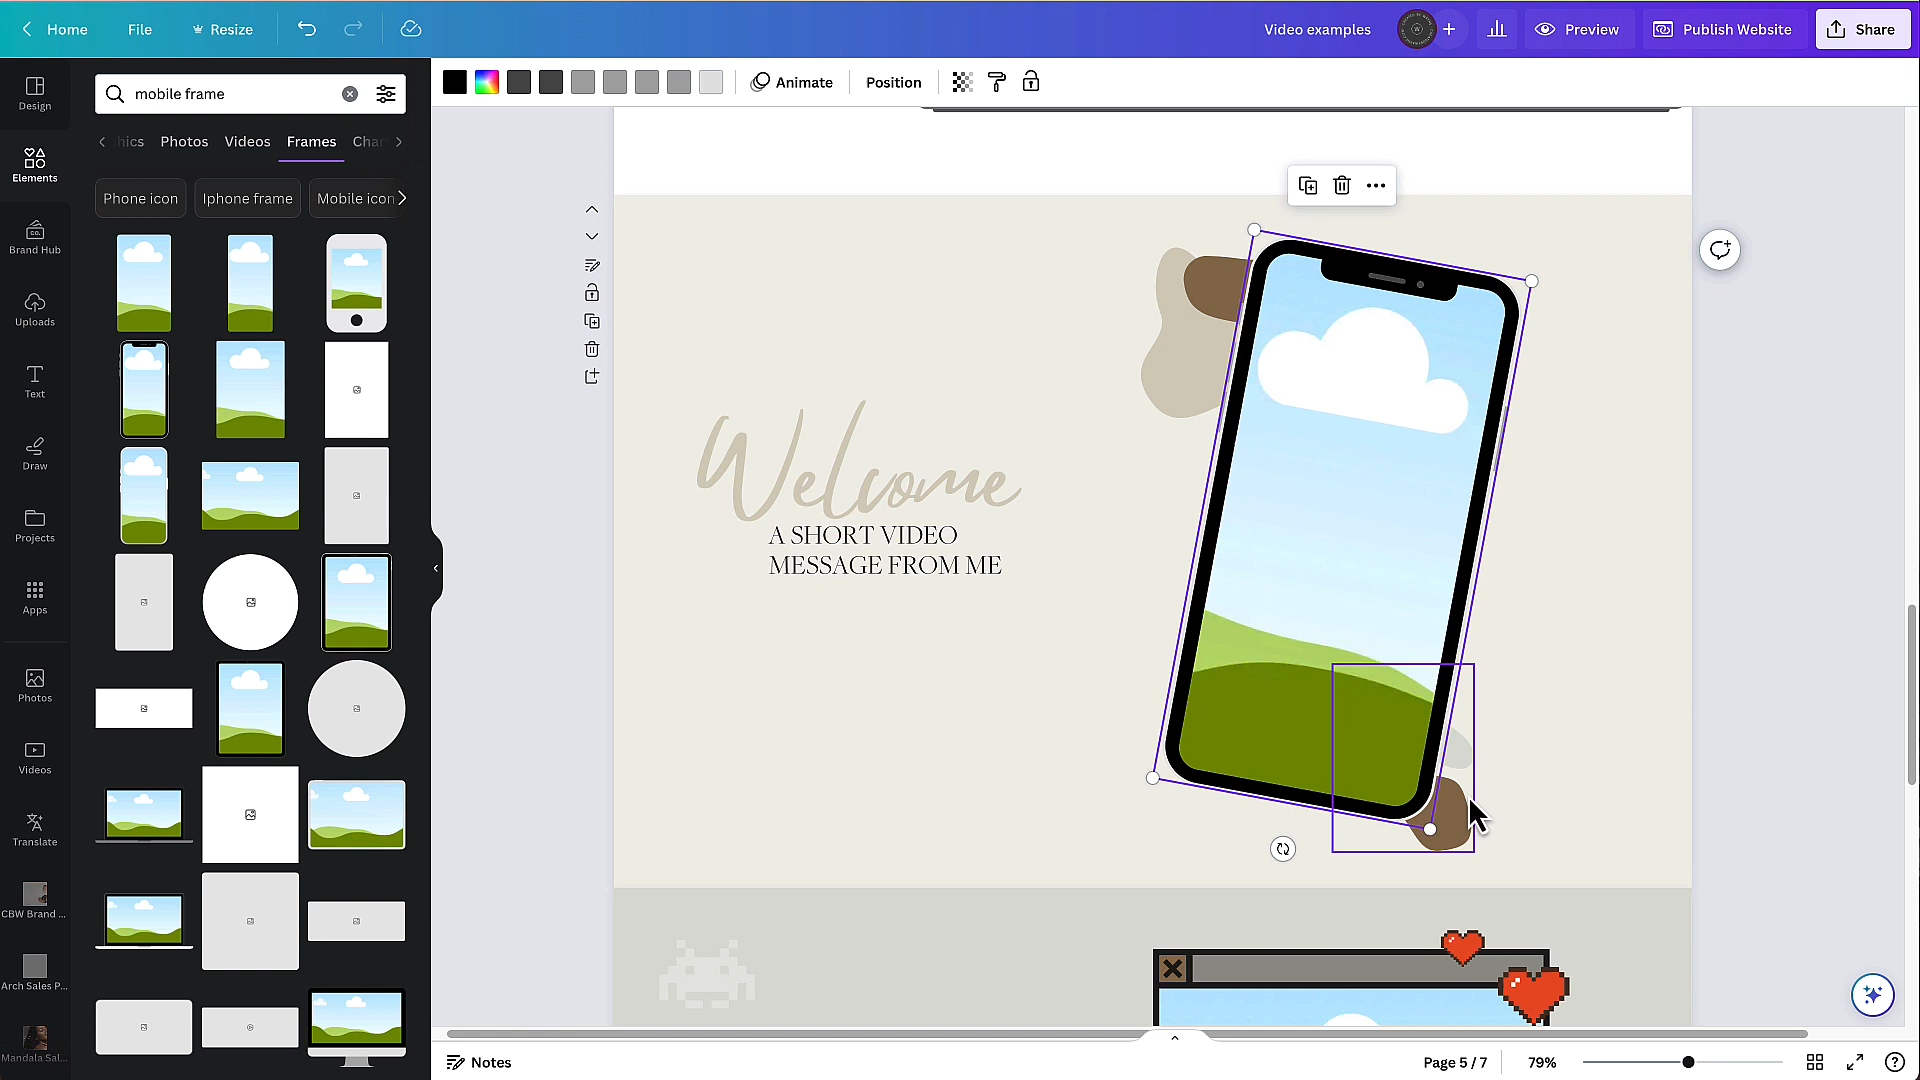 Home
File
Resize
Video examples
Preview
Publish Website
Share
Design
Elements
Brand Hub
Uploads
Text
Draw
Projects
Apps
Photos
Videos
Translate
CBW Brand ...
Arch Sales P...
Mandala Sal...
mobile frame
hics
Photos
Videos
Frames
Char
Phone icon
Iphone frame
Mobile icon
Animate
Position
Welcome
A SHORT VIDEO
MESSAGE FROM ME
Notes
Page 5 / 7
79%